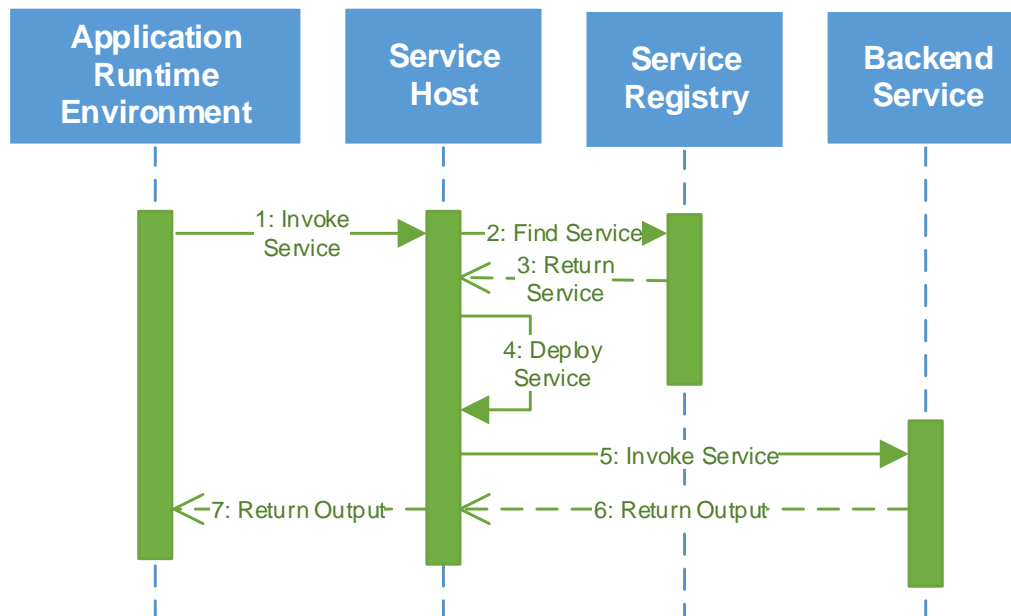 Application
Runtime
Environment
Service
Host
Service
Registry
Backend
Service
1: Invoke
Service
2: Find Service
3: Return
Service
4: Deploy
Service
5: Invoke Service
7: Return Output
6: Return Output